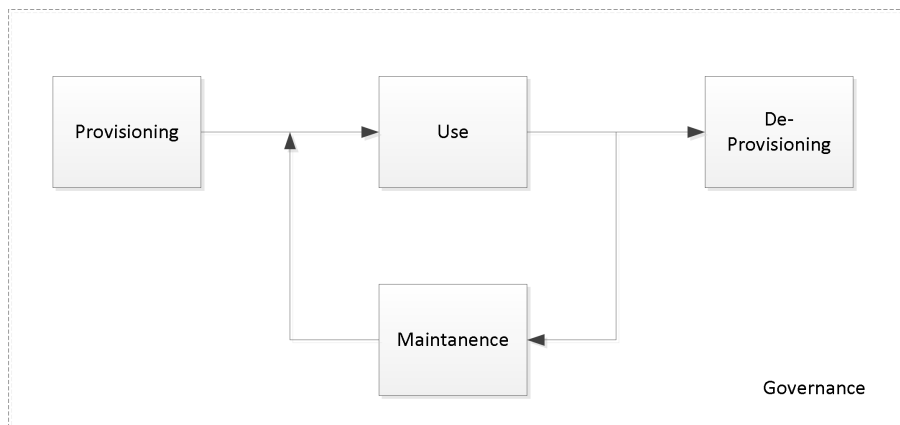 Provisioning
Use
De-
Provisioning
Maintanence
Governance